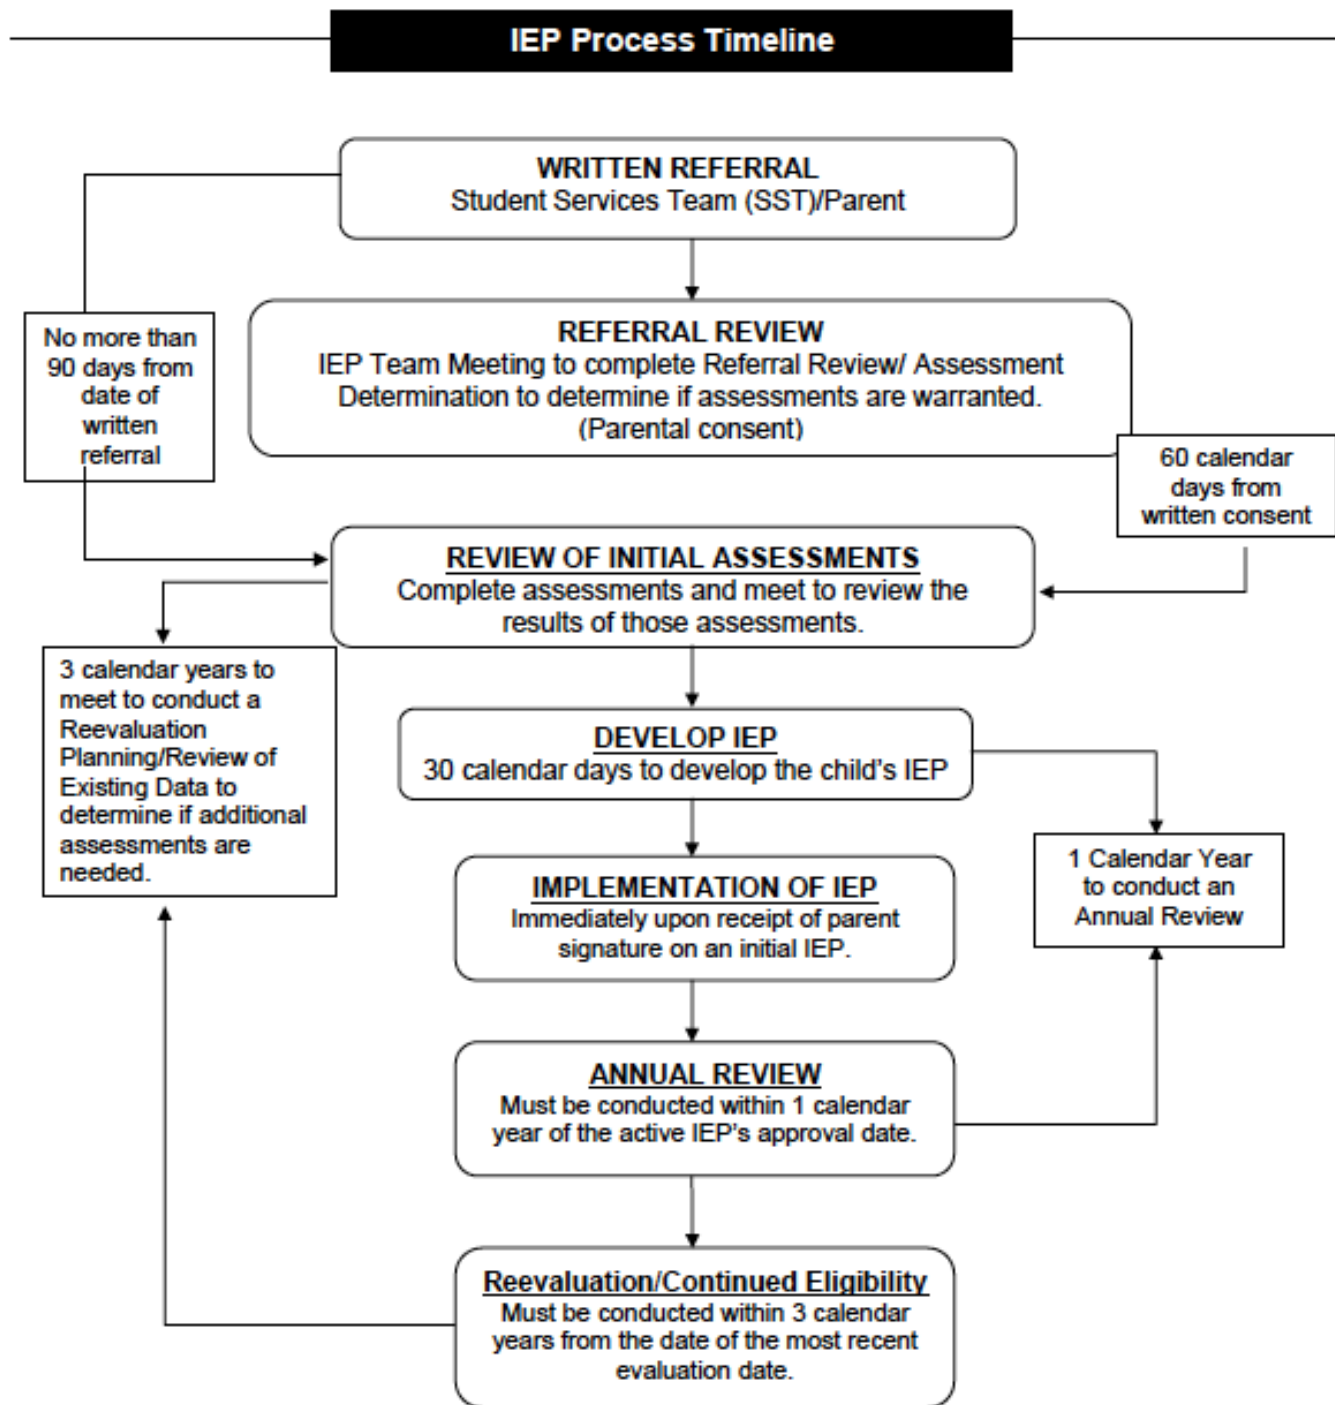 IEP Process Timeline
WRITTEN REFERRAL
Student Services Team (SST)/Parent
No more than
90 days from
date of
written
referral
REFERRAL REVIEW
IEP Team Meeting to complete Referral Review/ Assessment
Determination to determine if assessments are warranted.
(Parental consent)
60 calendar
days from
written consent
REVIEW OF INITIAL ASSESSMENTS
Complete assessments and meet to review the
results of those assessments.
3 calendar years to
meet to conduct a
Reevaluation
Planning/Review of
Existing Data to
determine if additional
assessments are
needed.
DEVELOP IEP
30 calendar days to develop the child's IEP
1 Calendar Year
to conduct an
Annual Review
IMPLEMENTATION OF IEP
Immediately upon receipt of parent
signature on an initial IEP.
ANNUAL REVIEW
Must be conducted within 1 calendar
year of the active IEP's approval date.
Reevaluation/Continued Eligibility
Must be conducted within 3 calendar
years from the date of the most recent
evaluation date.